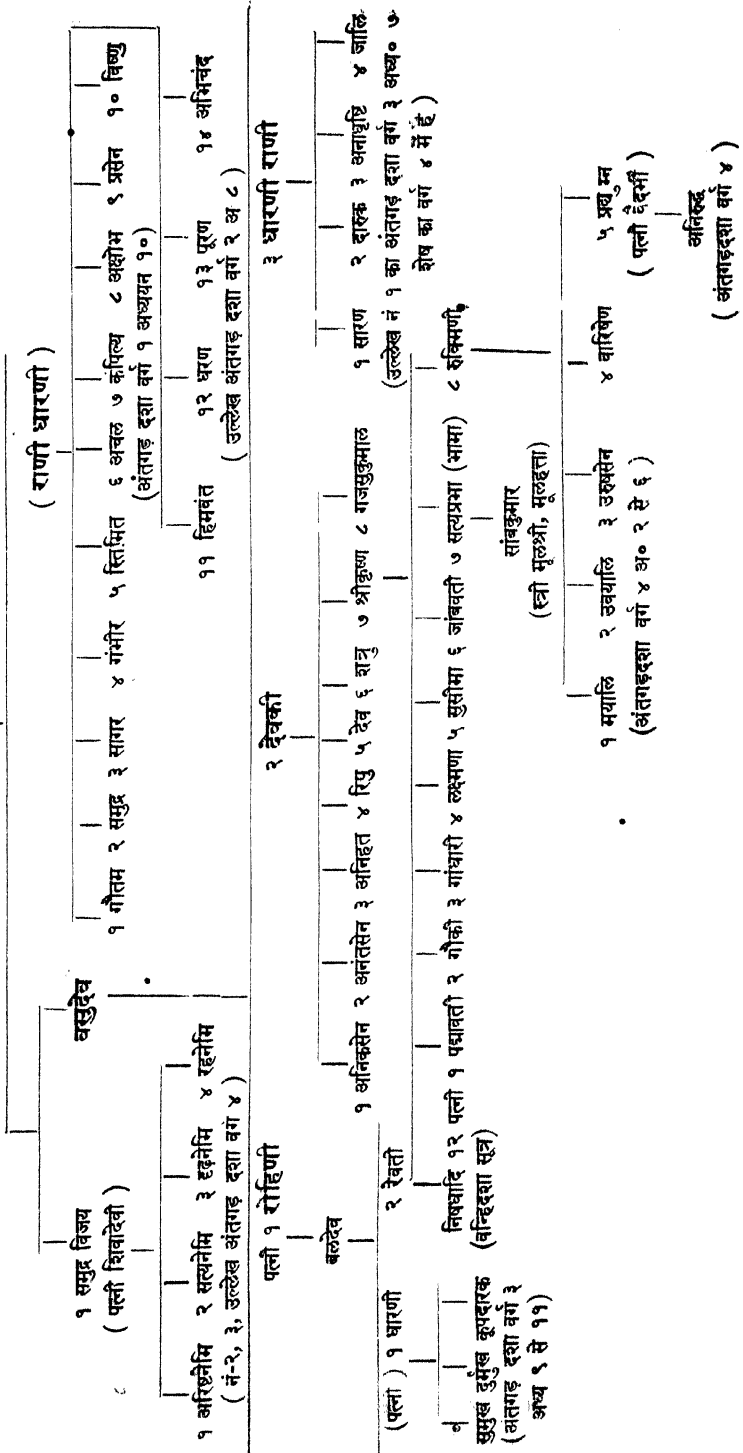 ( राणी धारणी )
१ समुद्र विजय
वसुदेव
( पत्नी शिवादेवी )
१ गौतम २ समुद्र ३ सागर ४ गंभीर ५ स्तिमित ६ अचल ७ कंपिल्य ८ अक्षोभ ९ प्रसेन १० विष्णु
(अंतगड़ दशा वर्ग १ अध्ययन १०)
११ हिमवंत १२ धरण १३ पूरण १४ अभिचंद
( उल्लेख अंतगड़ दशा वर्ग २ अ ८ )
१ अरिष्टनेमि २ सत्यनेमि ३ दृढ़नेमि ४ रहनेमि
( नं-२, ३, उल्लेख अंतगड़ दशा वर्ग ४ )
पत्नी १ रोहिणी
२ देवकी
३ धारणी राणी
बलदेव
१ अनिकसेन २ अनंतसेन ३ अनिहत ४ रिपु ५ देव ६ शत्रु ७ श्रीकृष्ण ८ गजसुकुमाल
१ सारण २ दारुक ३ अनाधृष्टि ४ जालि
(उल्लेख नं १ का अंतगड़ दशा वर्ग ३ अध्य० ७
शेष का वर्ग ४ में है )
(पत्नी ) १ धारणी २ रेवती
सुमुख दुर्मुख कूपदारक
(अंतगड़ दशा वर्ग ३
अध्य ९ से ११)
निषधादि १२
(वन्हिदशा सूत्र)
पत्नी १ पद्मावती २ गौकी ३ गांधारी ४ लक्ष्मणा ५ सुसीमा ६ जांबवती ७ सत्यप्रभा (भामा) ८ रुक्मिणी
सांबकुमार
(स्त्री मूलश्री, मूलदत्ता)
१ मयालि २ उवयालि ३ उरुषसेन ४ वारिषेण ५ प्रद्युम्न
(अंतगड़दशा वर्ग ४ अ० २ से ६ )
( पत्नी वैदर्भी )
अनिरुद्ध
( अंतगड़दशा वर्ग ४ )